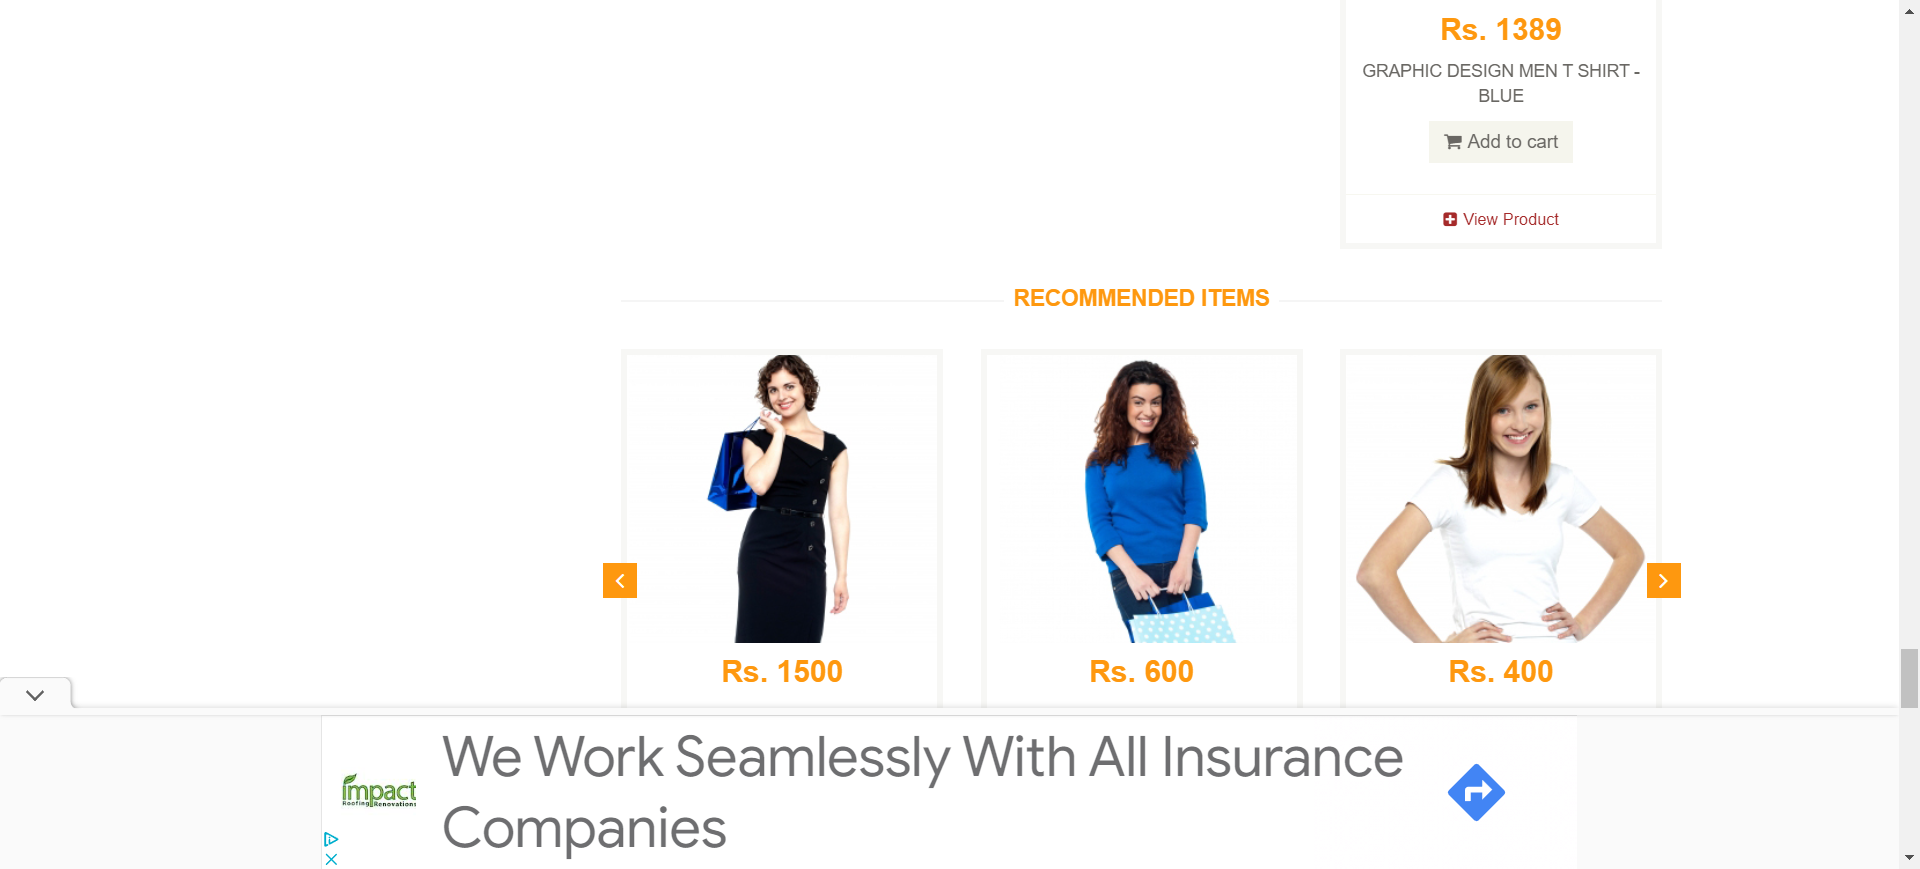 Rs. 1389
GRAPHIC DESIGN MEN T SHIRT -
BLUE
Add to cart
View Product
RECOMMENDED ITEMS
Rs. 1500
Rs. 600
Rs. 400
We Work Seamlessly With All Insurance
Companies
impact
Roofing Renovations